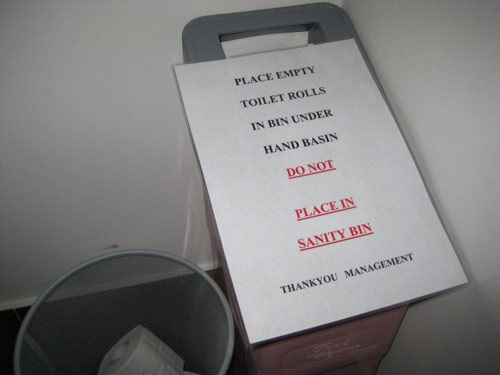 PLACE EMPTY
TOILET ROLLS
IN BIN UNDER
HAND BASIN
DO NOT
PLACE IN
SANITY BIN
THANKYOU MANAGEMENT